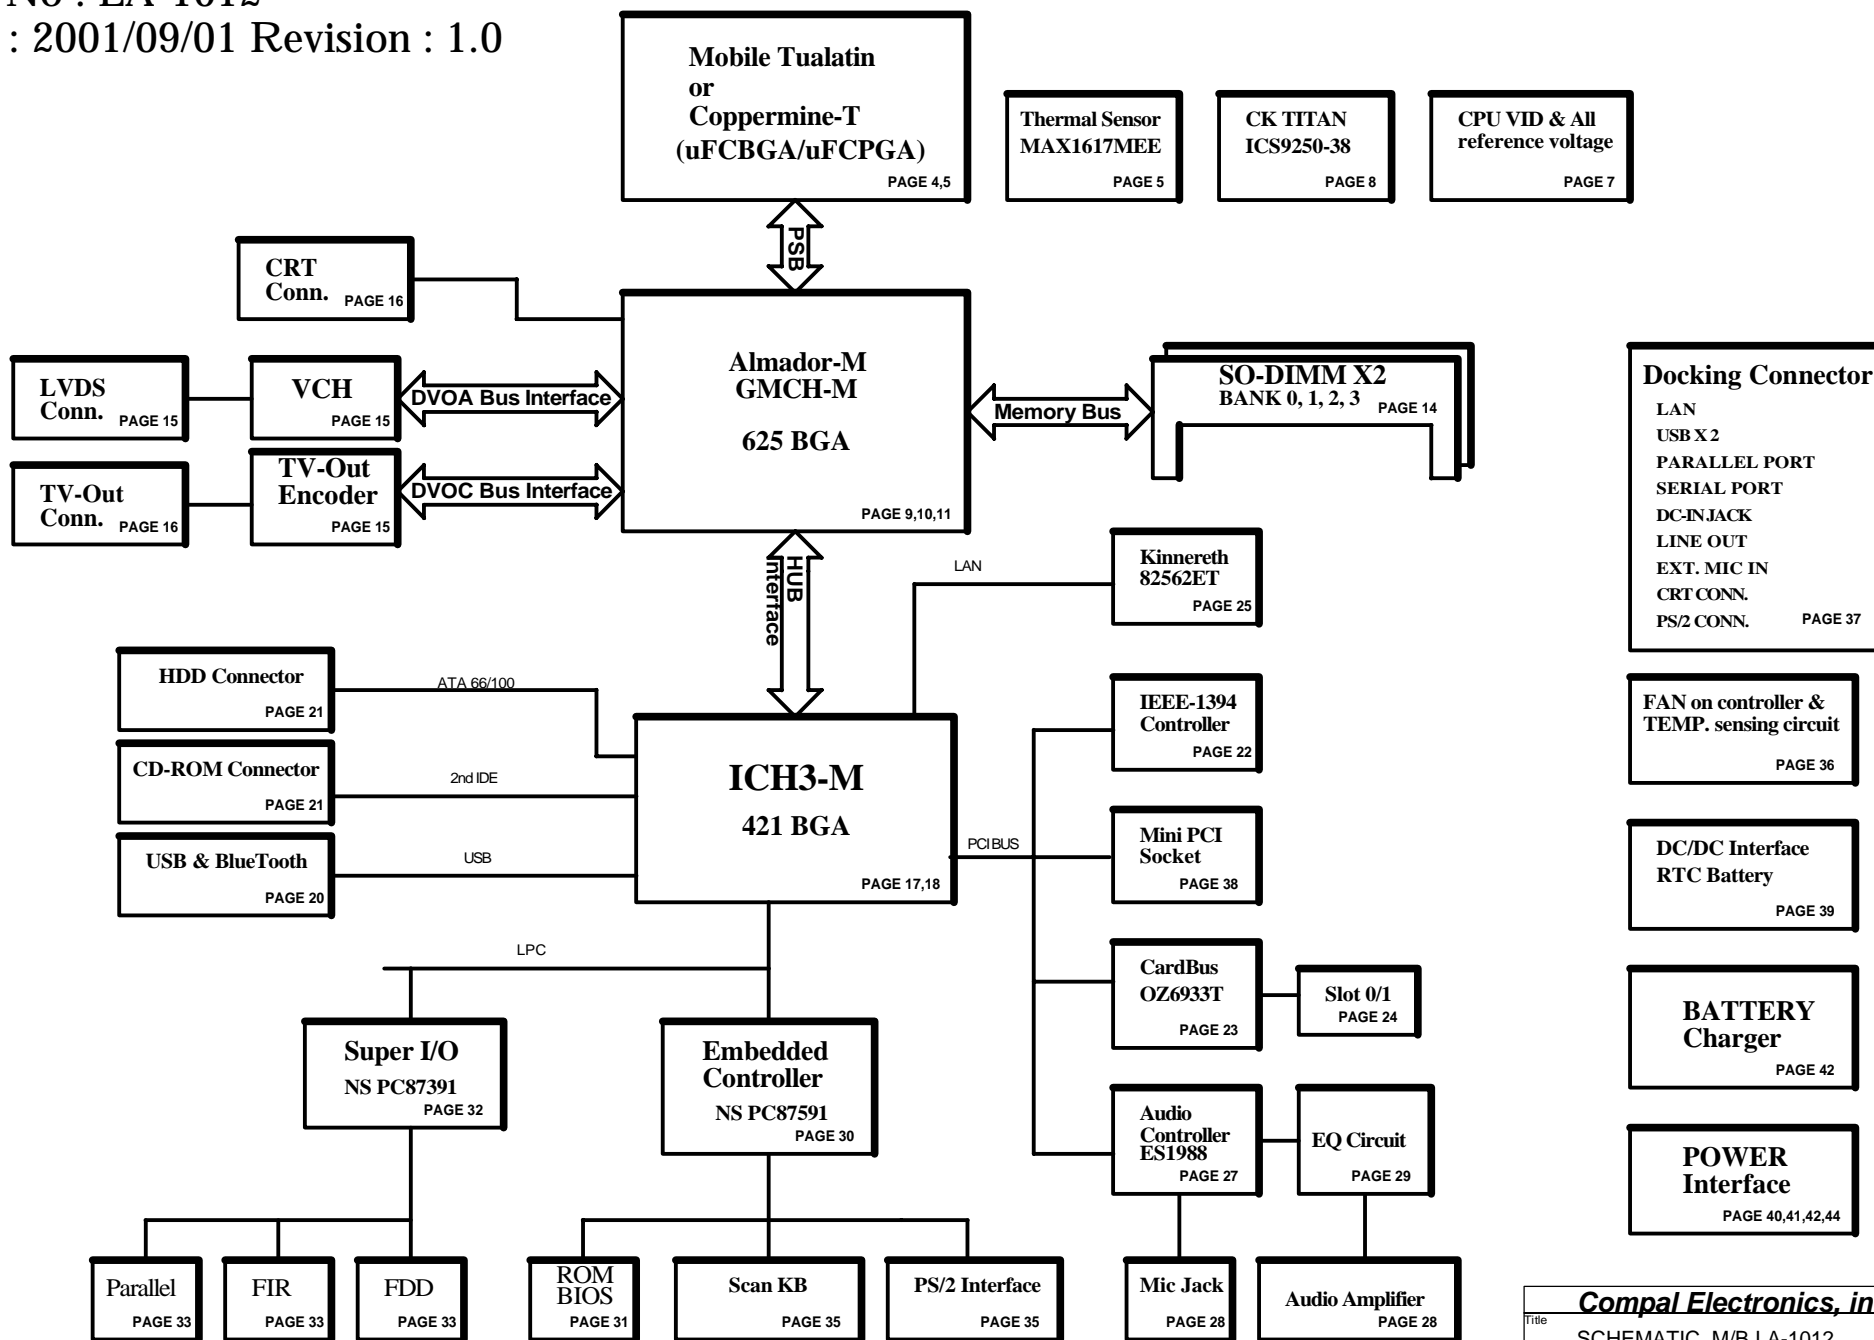 No : LA-1012
: 2001/09/01 Revision : 1.0
Mobile Tualatin
or
Coppermine-T
(uFCBGA/uFCPGA)
PAGE 4,5
Thermal Sensor
MAX1617MEE
PAGE 5
CK TITAN
ICS9250-38
PAGE 8
CPU VID & All
reference voltage
PAGE 7
PSB
CRT
Conn.
PAGE 16
LVDS
Conn.
PAGE 15
VCH
PAGE 15
DVOA Bus Interface
Almador-M
GMCH-M
625 BGA
PAGE 9,10,11
Memory Bus
SO-DIMM X2
BANK 0, 1, 2, 3
PAGE 14
TV-Out
Conn.
PAGE 16
TV-Out
Encoder
PAGE 15
DVOC Bus Interface
Docking Connector
LAN
USB X 2
PARALLEL PORT
SERIAL PORT
DC-IN JACK
LINE OUT
EXT. MIC IN
CRT CONN.
PS/2 CONN.
PAGE 37
HUB
Interface
LAN
Kinnereth
82562ET
PAGE 25
HDD Connector
PAGE 21
ATA 66/100
CD-ROM Connector
PAGE 21
2nd IDE
USB & BlueTooth
PAGE 20
USB
ICH3-M
421 BGA
PAGE 17,18
PCI BUS
IEEE-1394
Controller
PAGE 22
Mini PCI
Socket
PAGE 38
CardBus
OZ6933T
PAGE 23
Slot 0/1
PAGE 24
Audio
Controller
ES1988
PAGE 27
EQ Circuit
PAGE 29
FAN on controller &
TEMP. sensing circuit
PAGE 36
DC/DC Interface
RTC Battery
PAGE 39
BATTERY
Charger
PAGE 42
POWER
Interface
PAGE 40,41,42,44
LPC
Super I/O
NS PC87391
PAGE 32
Embedded
Controller
NS PC87591
PAGE 30
Parallel
PAGE 33
FIR
PAGE 33
FDD
PAGE 33
ROM
BIOS
PAGE 31
Scan KB
PAGE 35
PS/2 Interface
PAGE 35
Mic Jack
PAGE 28
Audio Amplifier
PAGE 28
Compal Electronics, in
Title
SCHEMATIC, M/B LA-1012